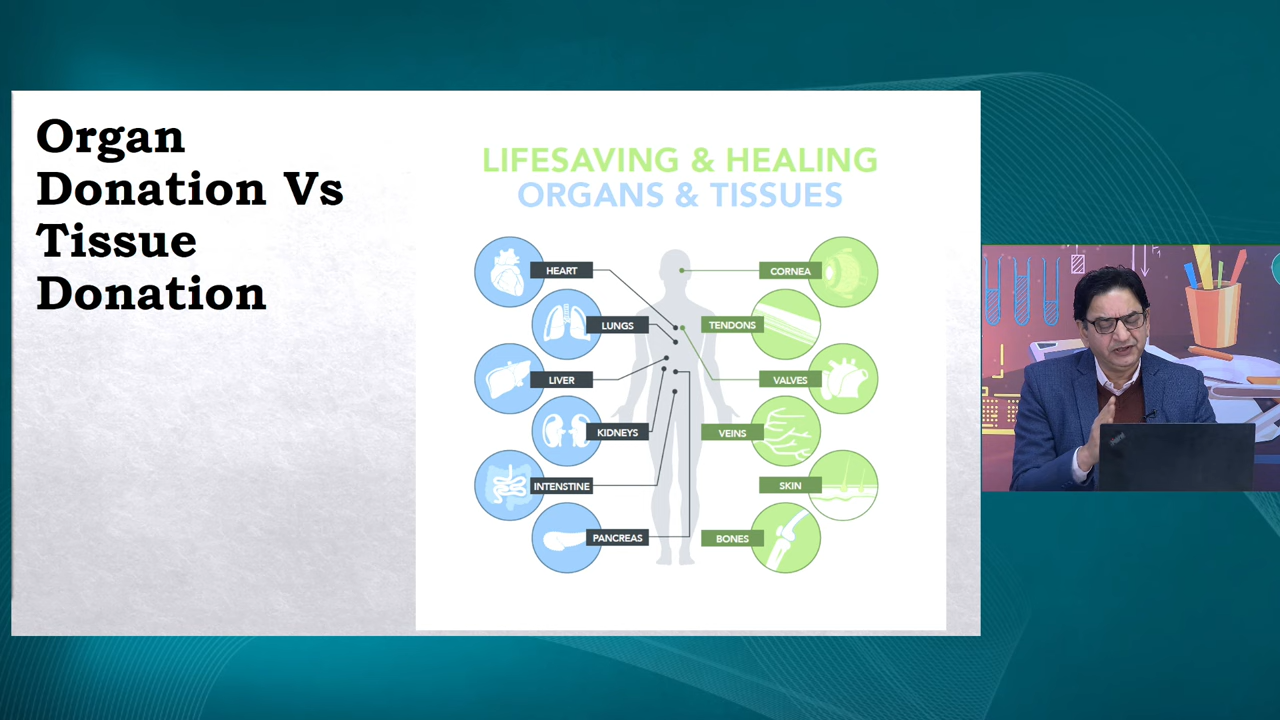 Organ
Donation Vs
Tissue
Donation
LIFESAVING & HEALING
ORGANS & TISSUES
HEART
LUNGS
LIVER
KIDNEYS
INTENSTINE
PANCREAS
CORNEA
TENDONS
VALVES
VEINS
SKIN
BONES